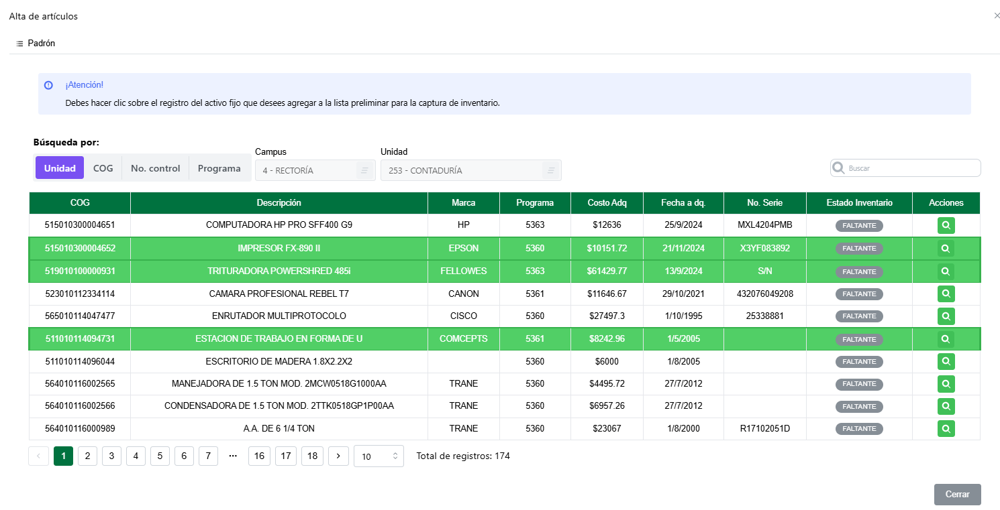 Alta de artículos
Padrón
¡Atención!
Debes hacer clic sobre el registro del activo fijo que desees agregar a la lista preliminar para la captura de inventario.
Búsqueda por:
Campus Unidad
Unidad COG No. control Programa 4 - RECTORÍA 253 - CONTADURÍA Buscar
COG Descripción Marca Programa Costo Adq Fecha a dq. No. Serie Estado Inventario Acciones
515010300004651 COMPUTADORA HP PRO SFF400 G9 HP 5363 $12636 25/9/2024 MXL4204PMB FALTANTE
515010300004652 IMPRESOR FX-890 II EPSON 5360 $10151.72 21/11/2024 X3YF083892 FALTANTE
519010100000931 TRITURADORA POWERSHRED 485i FELLOWES 5363 $61429.77 13/9/2024 S/N FALTANTE
523010112334114 CAMARA PROFESIONAL REBEL T7 CANON 5361 $11646.67 29/10/2021 432076049208 FALTANTE
565010114047477 ENRUTADOR MULTIPROTOCOLO CISCO 5360 $27497.3 1/10/1995 25338881 FALTANTE
511010114094731 ESTACION DE TRABAJO EN FORMA DE U COMCEPTS 5361 $8242.96 1/5/2005 FALTANTE
511010114096044 ESCRITORIO DE MADERA 1.8X2.2X2 5360 $6000 1/8/2005 FALTANTE
564010116002565 MANEJADORA DE 1.5 TON MOD. 2MCW0518G1000AA TRANE 5360 $4495.72 27/7/2012 FALTANTE
564010116002566 CONDENSADORA DE 1.5 TON MOD. 2TTK0518GP1P00AA TRANE 5360 $6957.26 27/7/2012 FALTANTE
564010116000989 A.A. DE 6 1/4 TON TRANE 5360 $23067 1/8/2000 R17102051D FALTANTE
1 2 3 4 5 6 7 ··· 16 17 18 10 Total de registros: 174
Cerrar